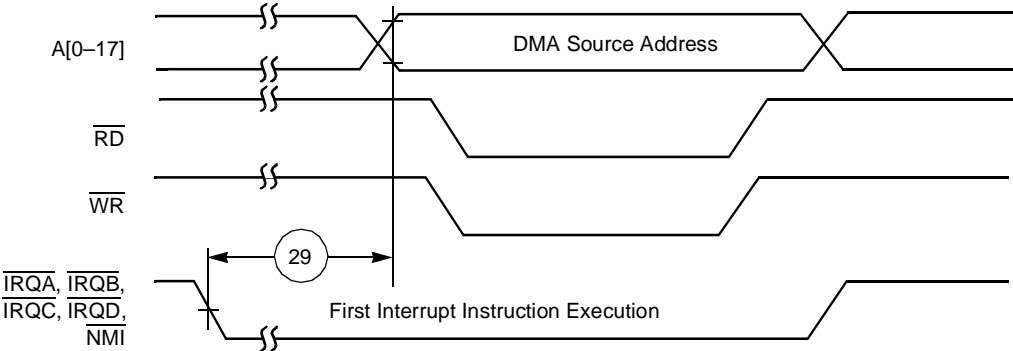 A[0–17]
DMA Source Address
RD
WR
29
IRQA, IRQB,
IRQC, IRQD,
NMI
First Interrupt Instruction Execution